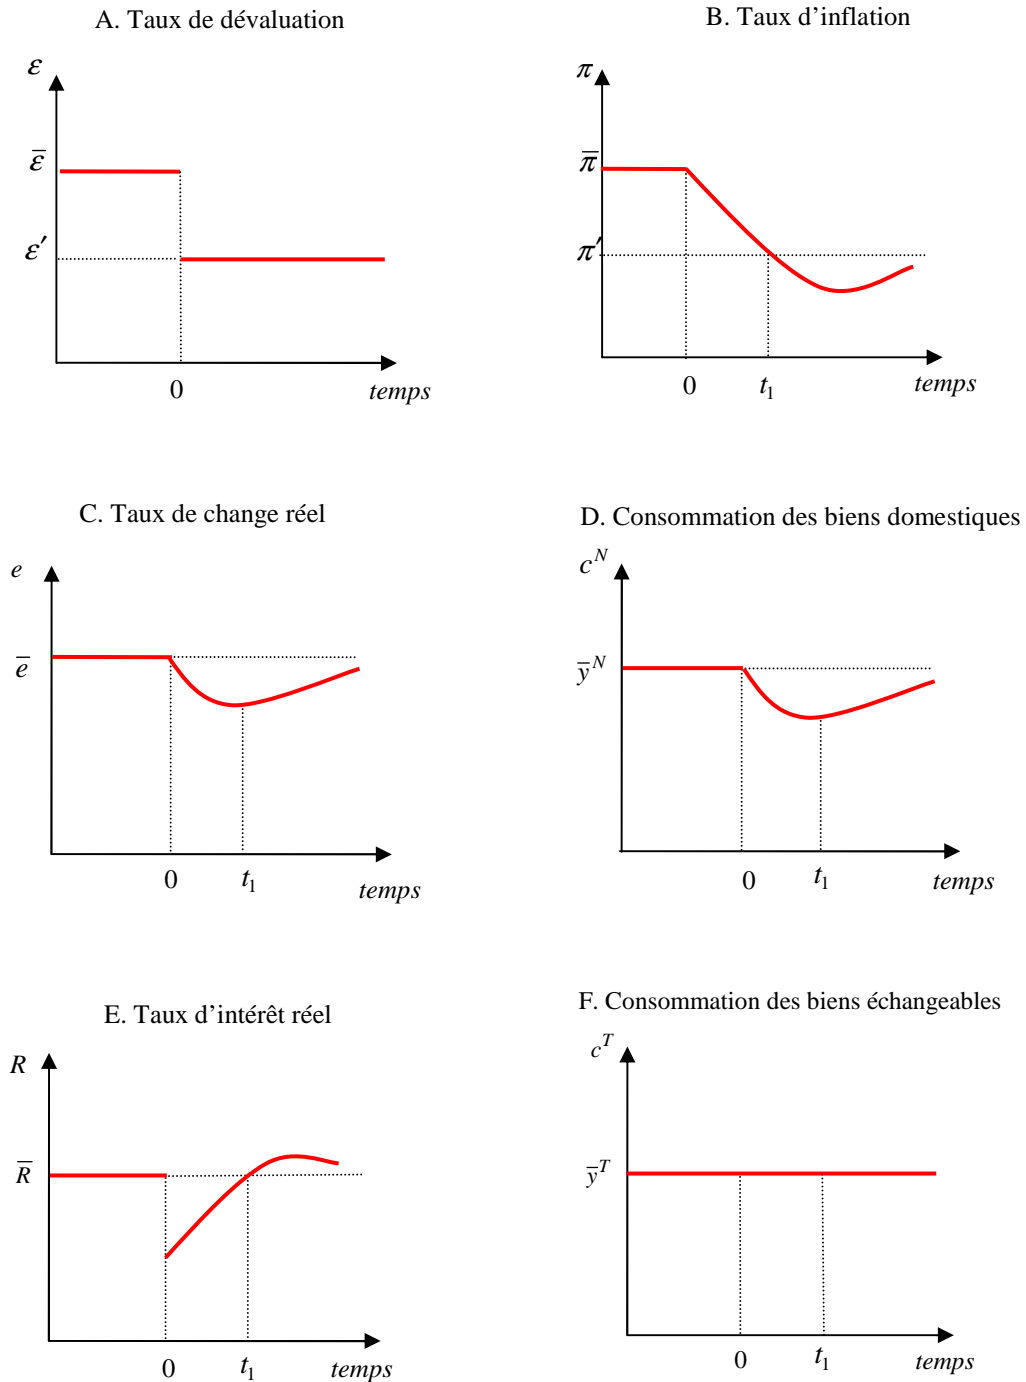 A. Taux de dévaluation
ε
ε̄
ε′
0
temps
B. Taux d’inflation
π
π̄
π′
0
t₁
temps
C. Taux de change réel
e
ē
0
t₁
temps
D. Consommation des biens domestiques
cᴺ
ȳᴺ
0
t₁
temps
E. Taux d’intérêt réel
R
R̄
0
t₁
temps
F. Consommation des biens échangeables
cᵀ
ȳᵀ
0
t₁
temps